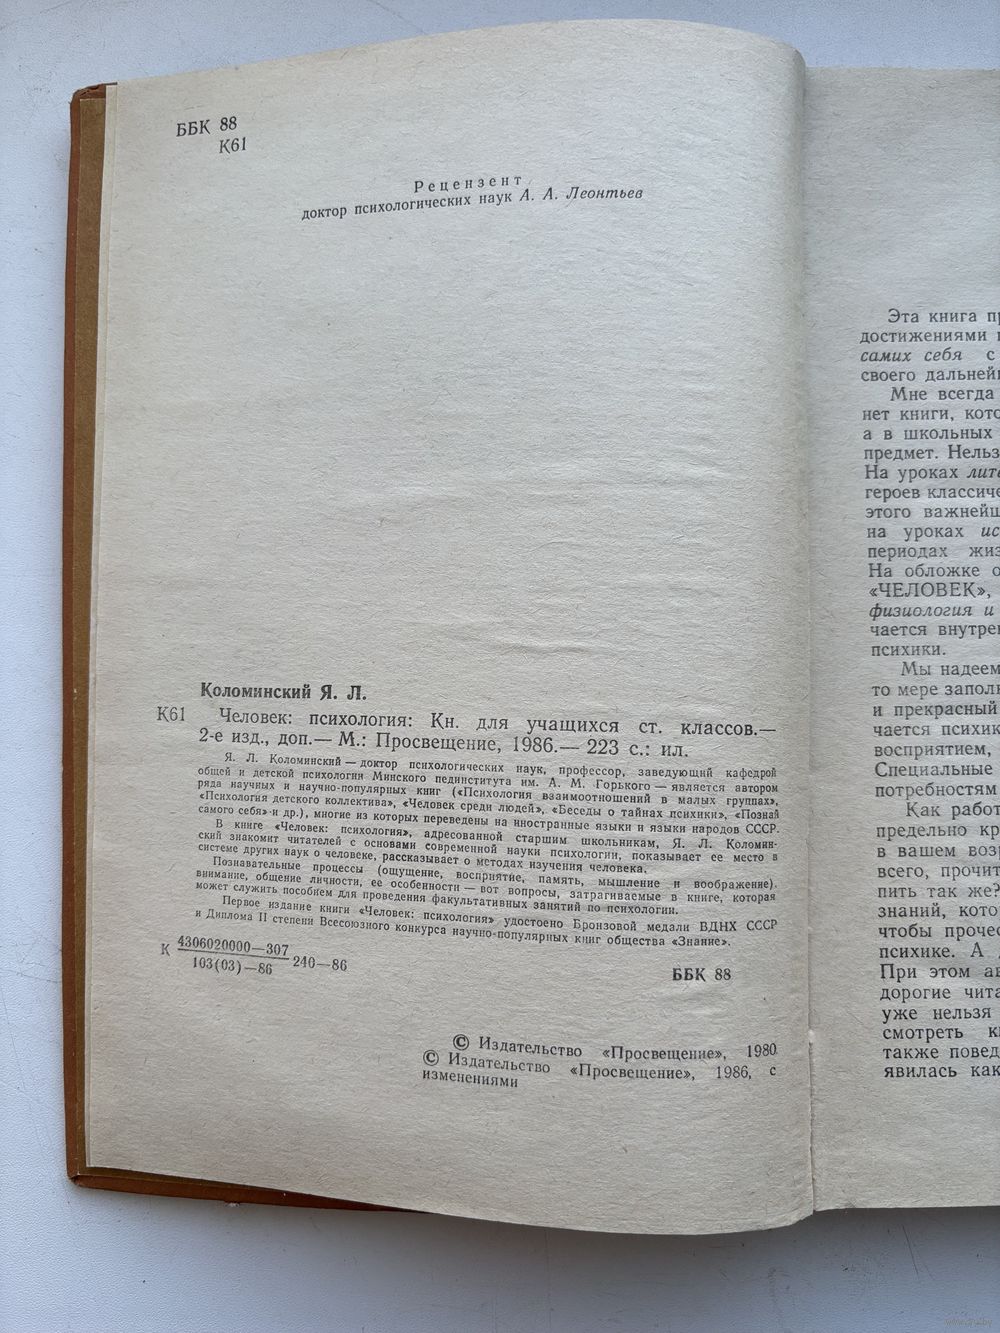 ББК 88
К61
Рецензент
доктор психологических наук А. А. Леонтьев
Коломинский Я. Л.
К61 Человек: психология: Кн. для учащихся ст. классов.—
2-е изд., доп.— М.: Просвещение, 1986.— 223 с.: ил.
Я. Л. Коломинский — доктор психологических наук, профессор, заведующий кафедрой
общей и детской психологии Минского пединститута им. А. М. Горького — является автором
ряда научных и научно-популярных книг («Психология взаимоотношений в малых группах»,
«Психология детского коллектива», «Человек среди людей», «Беседы о тайнах психики», «Познай
самого себя» и др.), многие из которых переведены на иностранные языки и языки народов СССР.
В книге «Человек: психология», адресованной старшим школьникам, Я. Л. Коломин-
ский знакомит читателей с основами современной науки психологии, показывает ее место в
системе других наук о человеке, рассказывает о методах изучения человека.
Познавательные процессы (ощущение, восприятие, память, мышление и воображение),
внимание, общение личности, ее особенности — вот вопросы, затрагиваемые в книге, которая
может служить пособием для проведения факультативных занятий по психологии.
Первое издание книги «Человек: психология» удостоено Бронзовой медали ВДНХ СССР
и Диплома II степени Всесоюзного конкурса научно-популярных книг общества «Знание».
К 4306020000—307
103(03)—86 240—86
ББК 88
© Издательство «Просвещение», 1980
© Издательство «Просвещение», 1986, с
изменениями
Эта книга пр
достижениями
самих себя с
своего дальней
Мне всегда
нет книги, кото
а в школьных
предмет. Нельз
На уроках лите
героев классиче
этого важнейш
на уроках ис
периодах жиз
На обложке о
«ЧЕЛОВЕК»,
физиология и
чается внутрен
психики.
Мы надеем
то мере запол
и прекрасный
чается психик
восприятием,
Специальные
потребностям
Как работ
предельно кр
в вашем возр
всего, прочит
пить так же?
знаний, кото
чтобы прочес
психике. А
При этом ав
дорогие чита
уже нельзя
смотреть к
также повед
явилась как